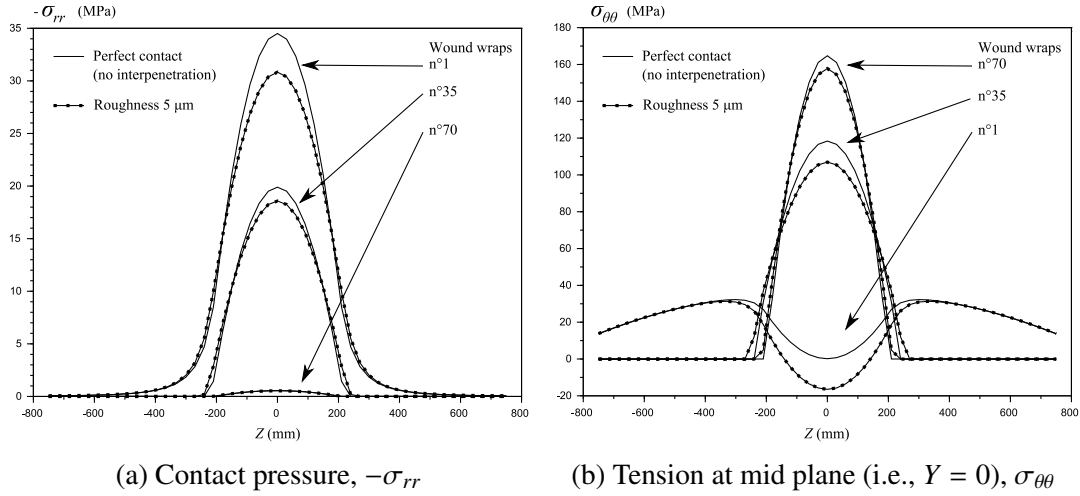 -σrr (MPa)
35
30
25
20
15
10
5
0
-800 -600 -400 -200 0 200 400 600 800
Z (mm)
Perfect contact
(no interpenetration)
Roughness 5 μm
Wound wraps
n°1
n°35
n°70
(a) Contact pressure, −σrr
σθθ (MPa)
180
160
140
120
100
80
60
40
20
0
-20
-800 -600 -400 -200 0 200 400 600 800
Z (mm)
Perfect contact
(no interpenetration)
Roughness 5 μm
Wound wraps
n°70
n°35
n°1
(b) Tension at mid plane (i.e., Y = 0), σθθ